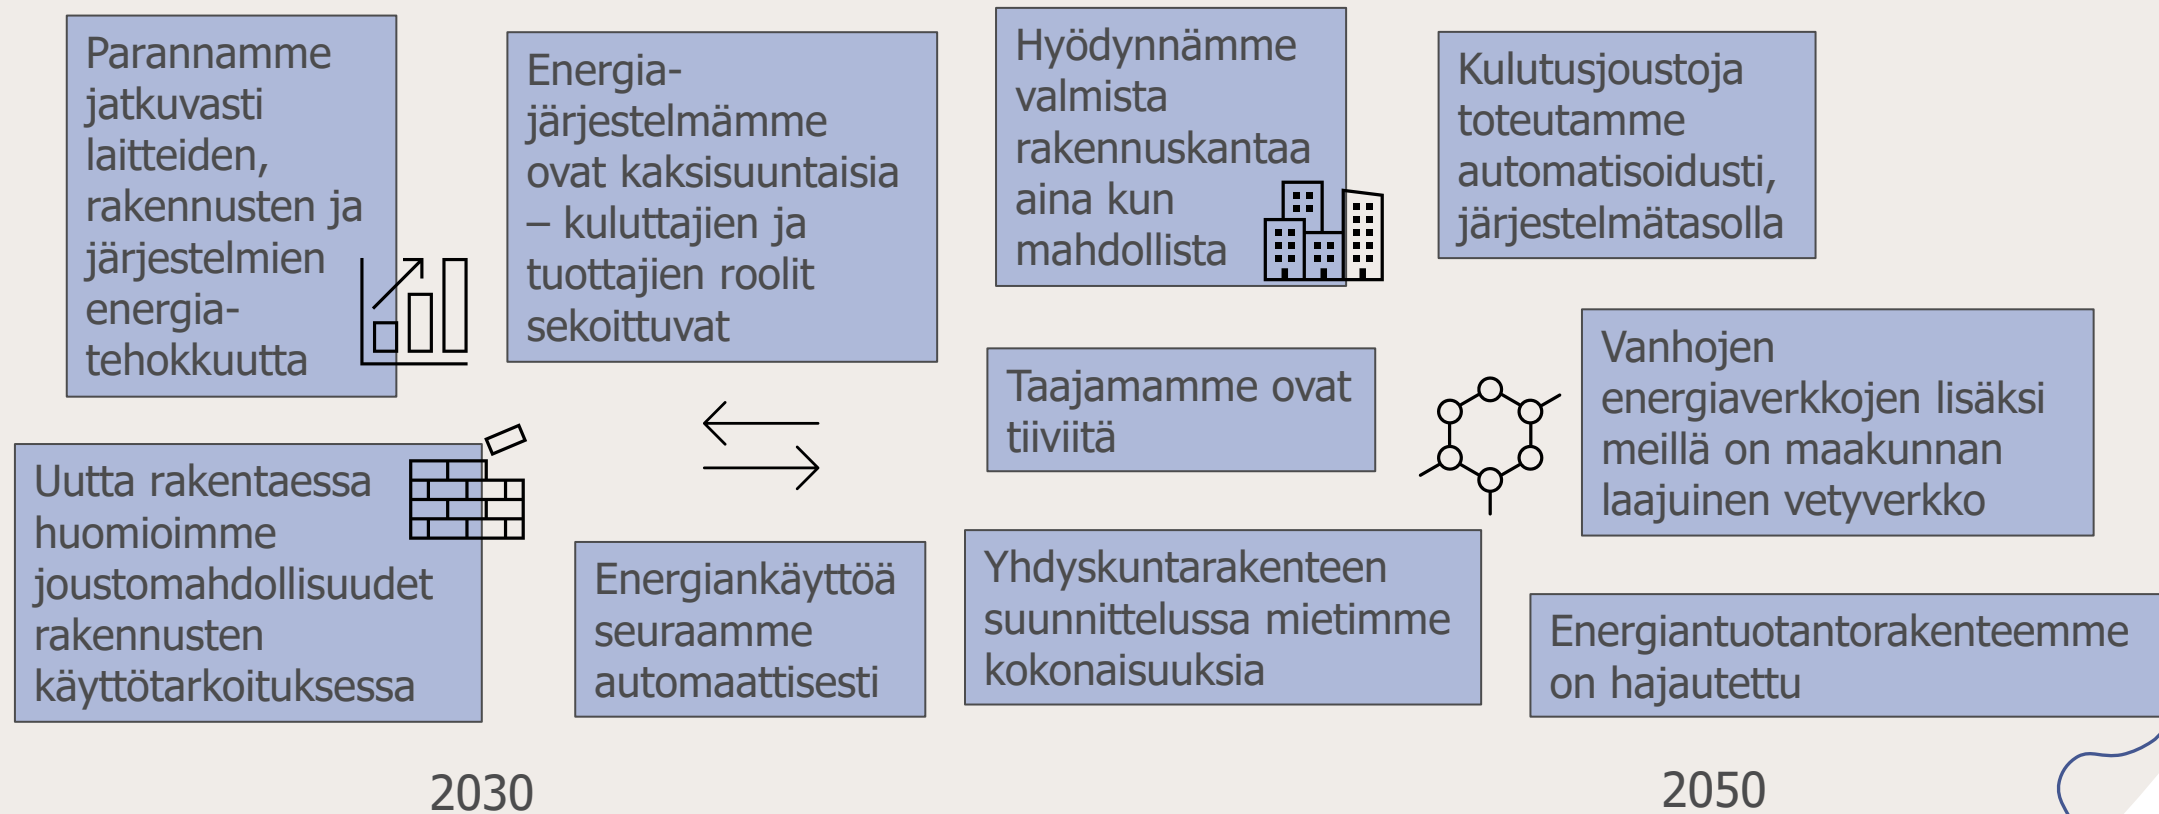 Parannamme
jatkuvasti
laitteiden,
rakennusten ja
järjestelmien
energia-
tehokkuutta
Energia-
järjestelmämme
ovat kaksisuuntaisia
– kuluttajien ja
tuottajien roolit
sekoittuvat
Hyödynnämme
valmista
rakennuskantaa
aina kun
mahdollista
Kulutusjoustoja
toteutamme
automatisoidusti,
järjestelmätasolla
Taajamamme ovat
tiiviitä
Vanhojen
energiaverkkojen lisäksi
meillä on maakunnan
laajuinen vetyverkko
Uutta rakentaessa
huomioimme
joustomahdollisuudet
rakennusten
käyttötarkoituksessa
Energiankäyttöä
seuraamme
automaattisesti
Yhdyskuntarakenteen
suunnittelussa mietimme
kokonaisuuksia
Energiantuotantorakenteemme
on hajautettu
2030
2050